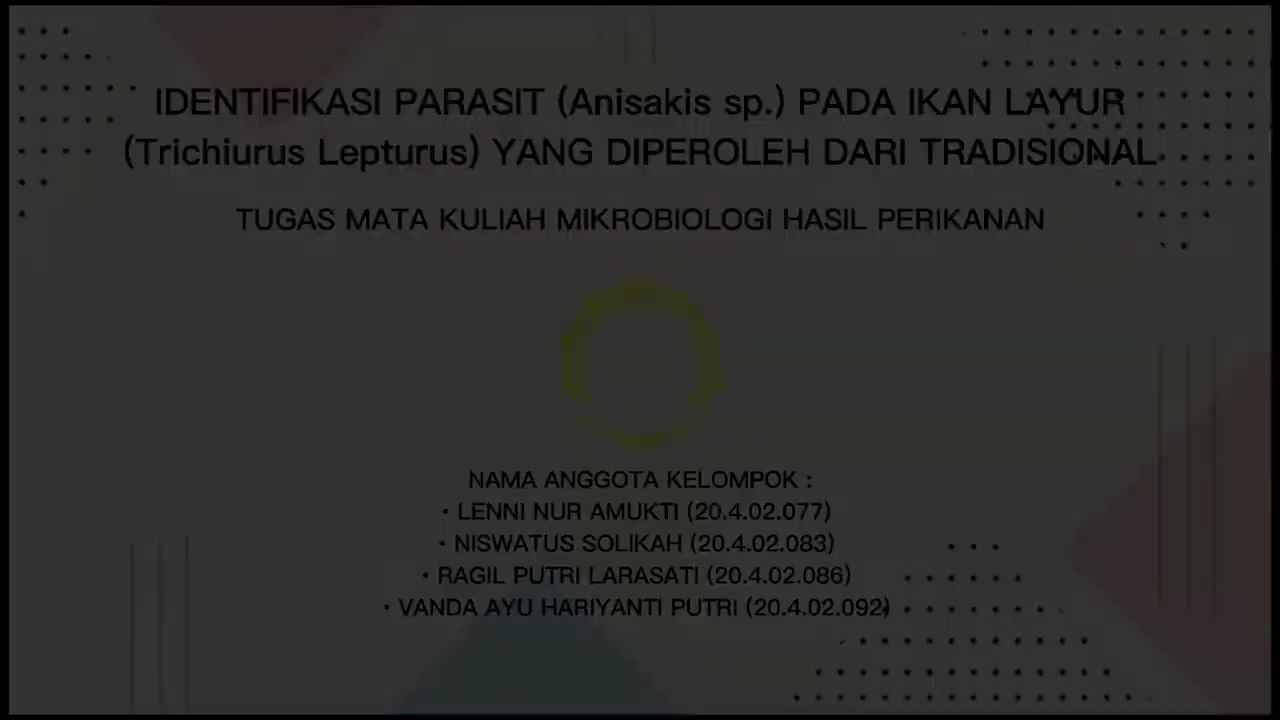 IDENTIFIKASI PARASIT (Anisakis sp.) PADA IKAN LAYUR
(Trichiurus Lepturus) YANG DIPEROLEH DARI TRADISIONAL
TUGAS MATA KULIAH MIKROBIOLOGI HASIL PERIKANAN
NAMA ANGGOTA KELOMPOK :
• LENNI NUR AMUKTI (20.4.02.077)
• NISWATUS SOLIKAH (20.4.02.083)
• RAGIL PUTRI LARASATI (20.4.02.086)
• VANDA AYU HARIYANTI PUTRI (20.4.02.092)